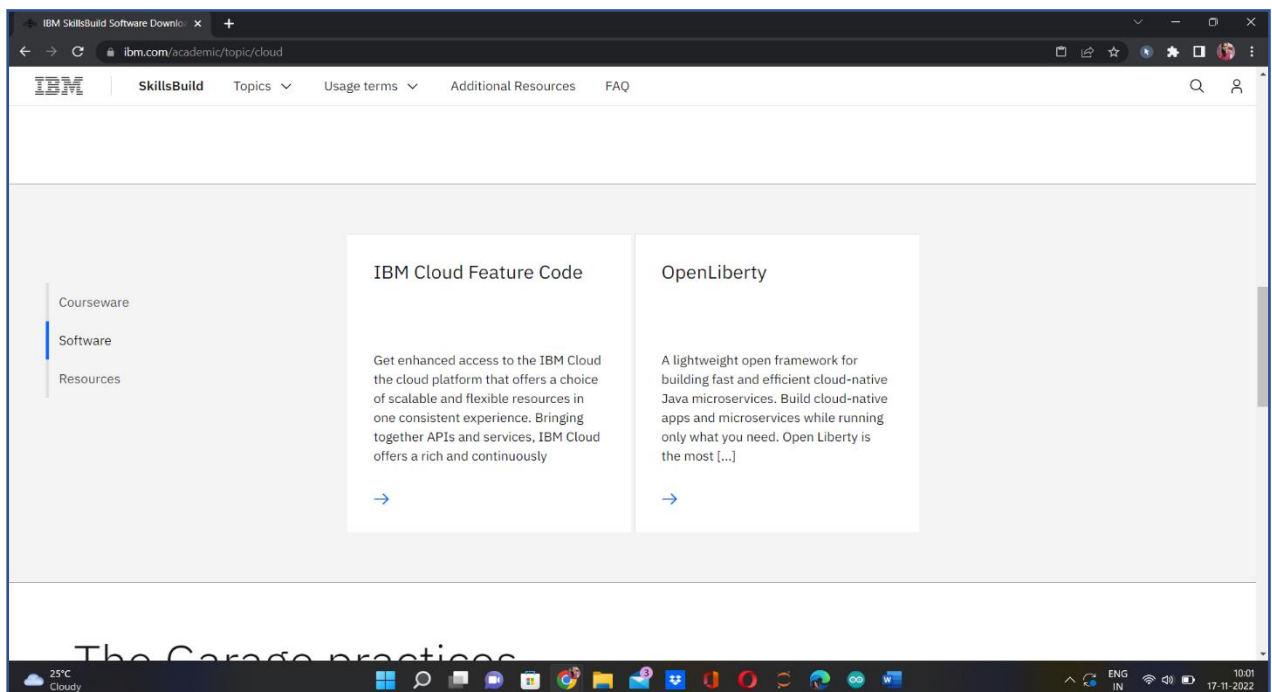 IBM SkillsBuild Software Downlo
ibm.com/academic/topic/cloud
IBM SkillsBuild Topics Usage terms Additional Resources FAQ
Courseware
Software
Resources
IBM Cloud Feature Code
Get enhanced access to the IBM Cloud
the cloud platform that offers a choice
of scalable and flexible resources in
one consistent experience. Bringing
together APIs and services, IBM Cloud
offers a rich and continuously
OpenLiberty
A lightweight open framework for
building fast and efficient cloud-native
Java microservices. Build cloud-native
apps and microservices while running
only what you need. Open Liberty is
the most [...]
The Garage practices
25°C
Cloudy
3
ENG
IN
10:01
17-11-2022